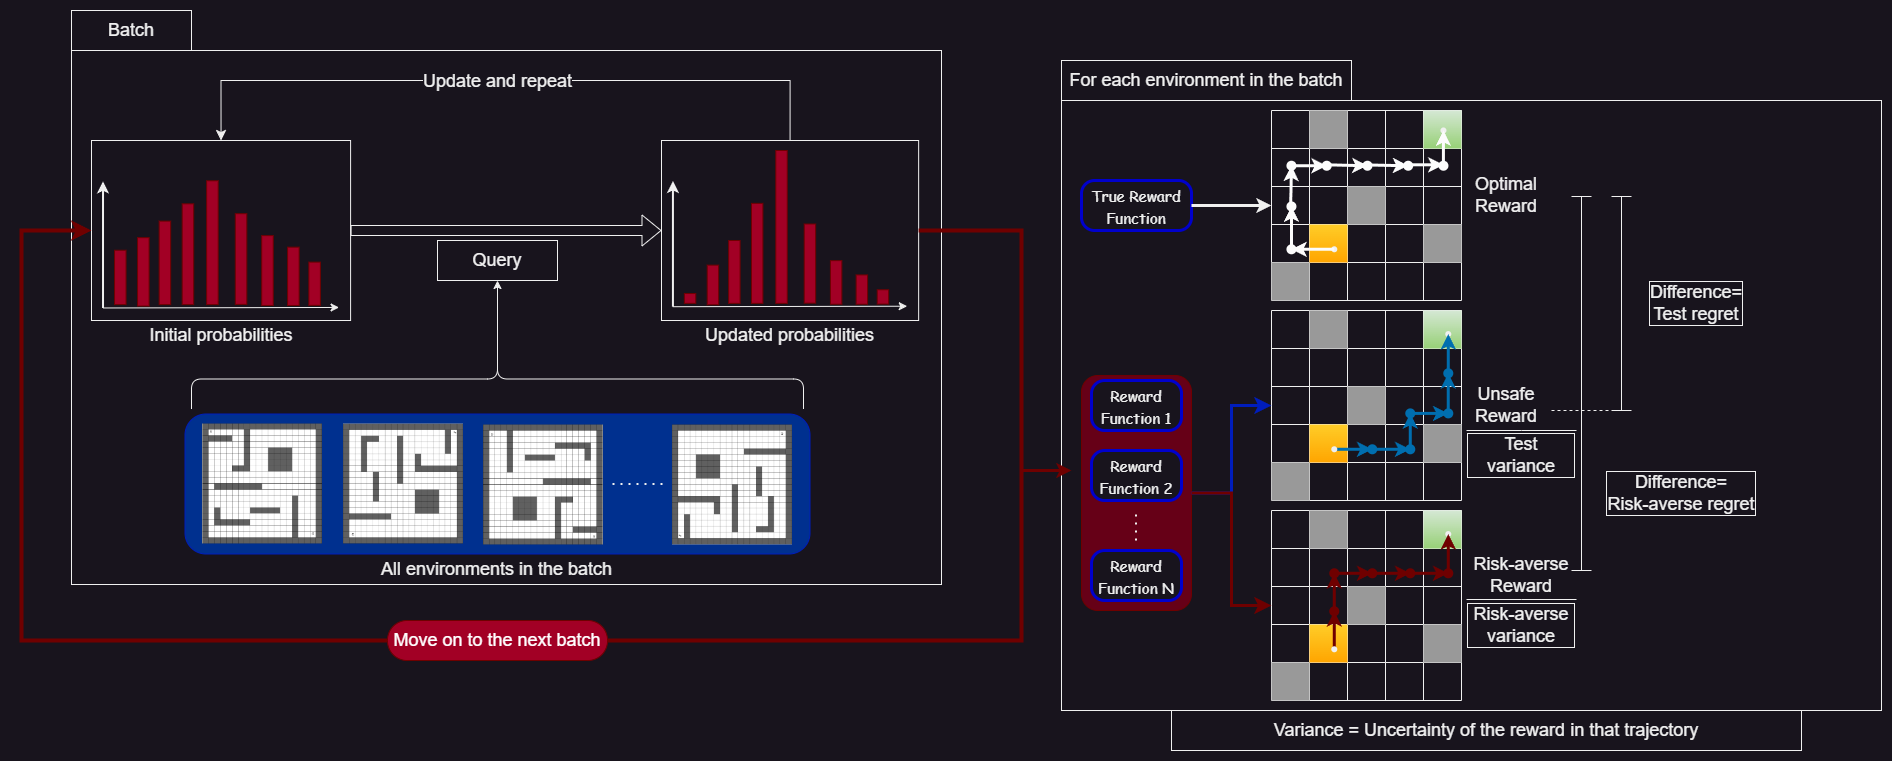 Batch
Update and repeat
Query
Initial probabilities
Updated probabilities
All environments in the batch
Move on to the next batch
For each environment in the batch
True Reward
Function
Optimal
Reward
Difference=
Test regret
Reward
Function 1
Reward
Function 2
Reward
Function N
Unsafe
Reward
Test
variance
Difference=
Risk-averse regret
Risk-averse
Reward
Risk-averse
variance
Variance = Uncertainty of the reward in that trajectory